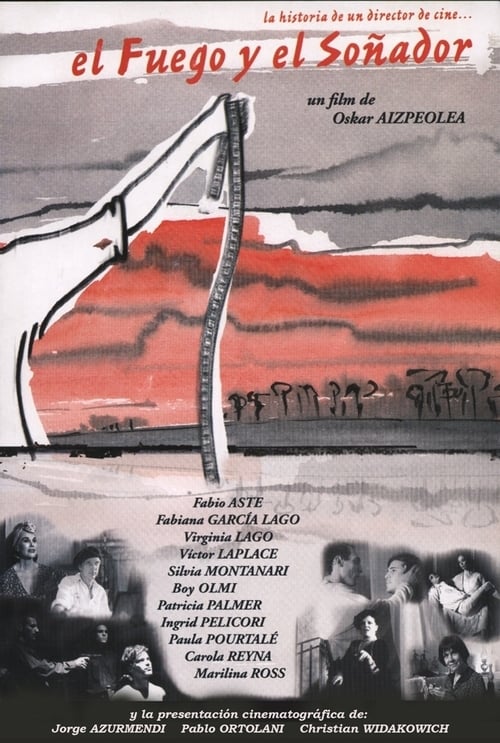 la historia de un director de cine...
el Fuego y el Soñador
un film de
Oskar AIZPEOLEA
Fabio ASTE
Fabiana GARCÍA LAGO
Virginia LAGO
Víctor LAPLACE
Silvia MONTANARI
Boy OLMI
Patricia PALMER
Ingrid PELICORI
Paula POURTALÉ
Carola REYNA
Marilina ROSS
y la presentación cinematográfica de:
Jorge AZURMENDI Pablo ORTOLANI Christian WIDAKOWICH